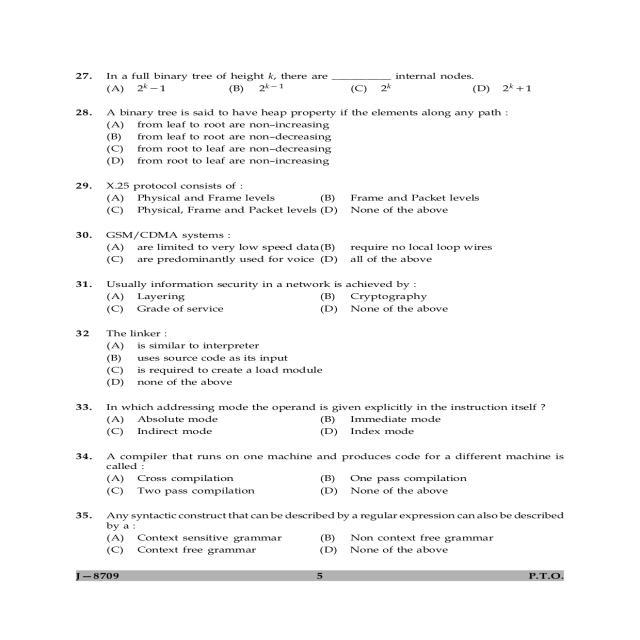 27. In a full binary tree of height k, there are __________ internal nodes.
(A) 2^k − 1 (B) 2^(k−1) (C) 2^k (D) 2^k + 1
28. A binary tree is said to have heap property if the elements along any path :
(A) from leaf to root are non–increasing
(B) from leaf to root are non–decreasing
(C) from root to leaf are non–decreasing
(D) from root to leaf are non–increasing
29. X.25 protocol consists of :
(A) Physical and Frame levels (B) Frame and Packet levels
(C) Physical, Frame and Packet levels (D) None of the above
30. GSM/CDMA systems :
(A) are limited to very low speed data (B) require no local loop wires
(C) are predominantly used for voice (D) all of the above
31. Usually information security in a network is achieved by :
(A) Layering (B) Cryptography
(C) Grade of service (D) None of the above
32 The linker :
(A) is similar to interpreter
(B) uses source code as its input
(C) is required to create a load module
(D) none of the above
33. In which addressing mode the operand is given explicitly in the instruction itself ?
(A) Absolute mode (B) Immediate mode
(C) Indirect mode (D) Index mode
34. A compiler that runs on one machine and produces code for a different machine is
called :
(A) Cross compilation (B) One pass compilation
(C) Two pass compilation (D) None of the above
35. Any syntactic construct that can be described by a regular expression can also be described
by a :
(A) Context sensitive grammar (B) Non context free grammar
(C) Context free grammar (D) None of the above
J—8709 5 P.T.O.